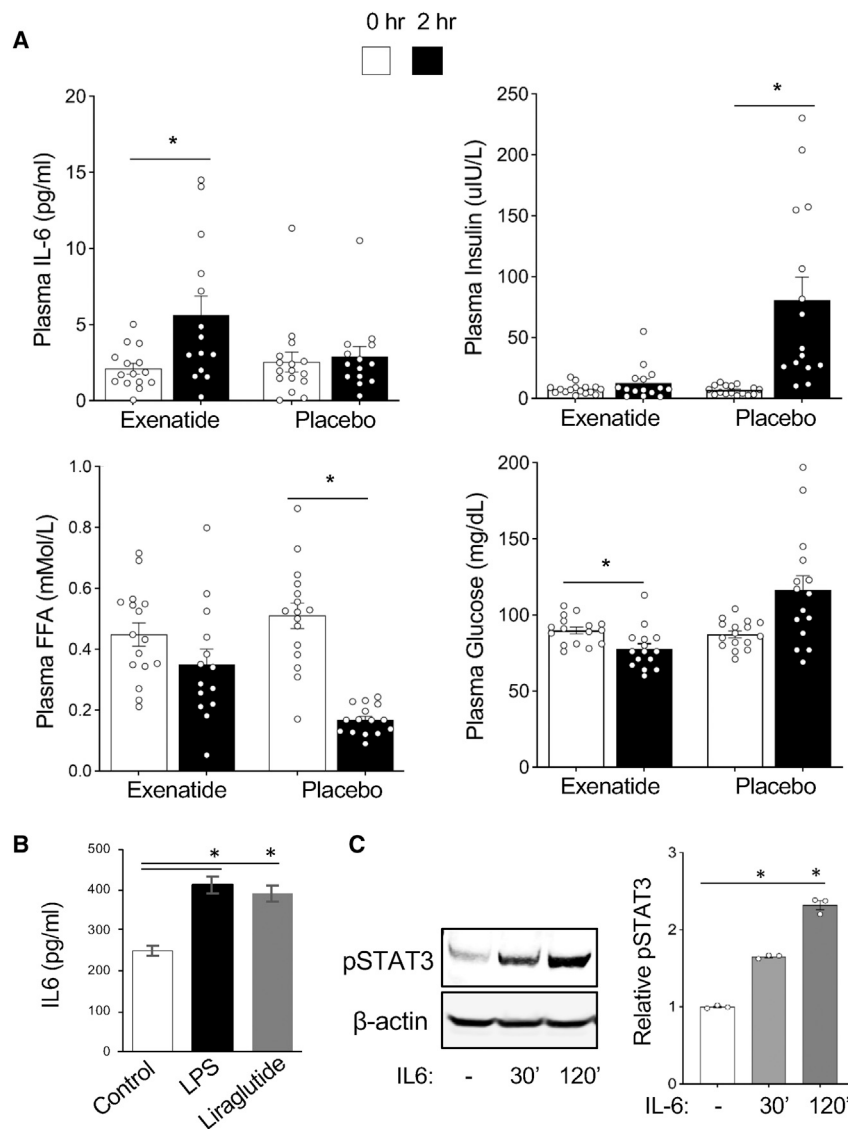 0 hr 2 hr
A
Plasma IL-6 (pg/ml)
20
15
10
5
0
*
Exenatide Placebo
Plasma Insulin (uIU/L)
250
200
150
100
50
0
*
Exenatide Placebo
Plasma FFA (mMol/L)
1.0
0.8
0.6
0.4
0.2
0.0
*
Exenatide Placebo
Plasma Glucose (mg/dL)
200
150
100
50
0
*
Exenatide Placebo
B
IL6 (pg/ml)
500
400
300
200
100
0
* *
Control LPS Liraglutide
C
pSTAT3
β-actin
IL6: - 30' 120'
Relative pSTAT3
3
2
1
0
* *
IL-6: - 30' 120'